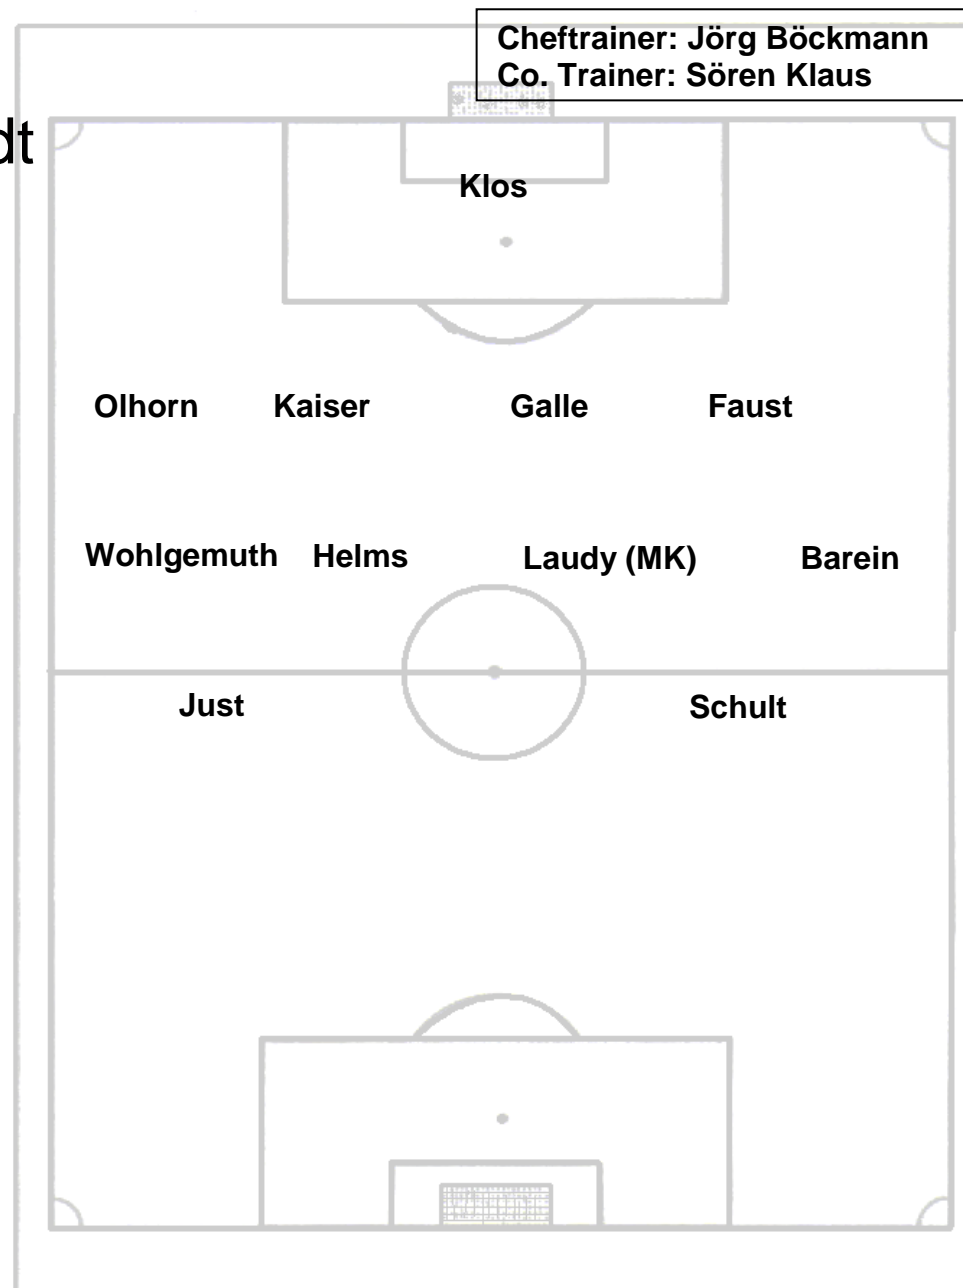 Cheftrainer: Jörg Böckmann
Co. Trainer: Sören Klaus
Klos
Olhorn Kaiser Galle Faust
Wohlgemuth Helms Laudy (MK) Barein
Just Schult